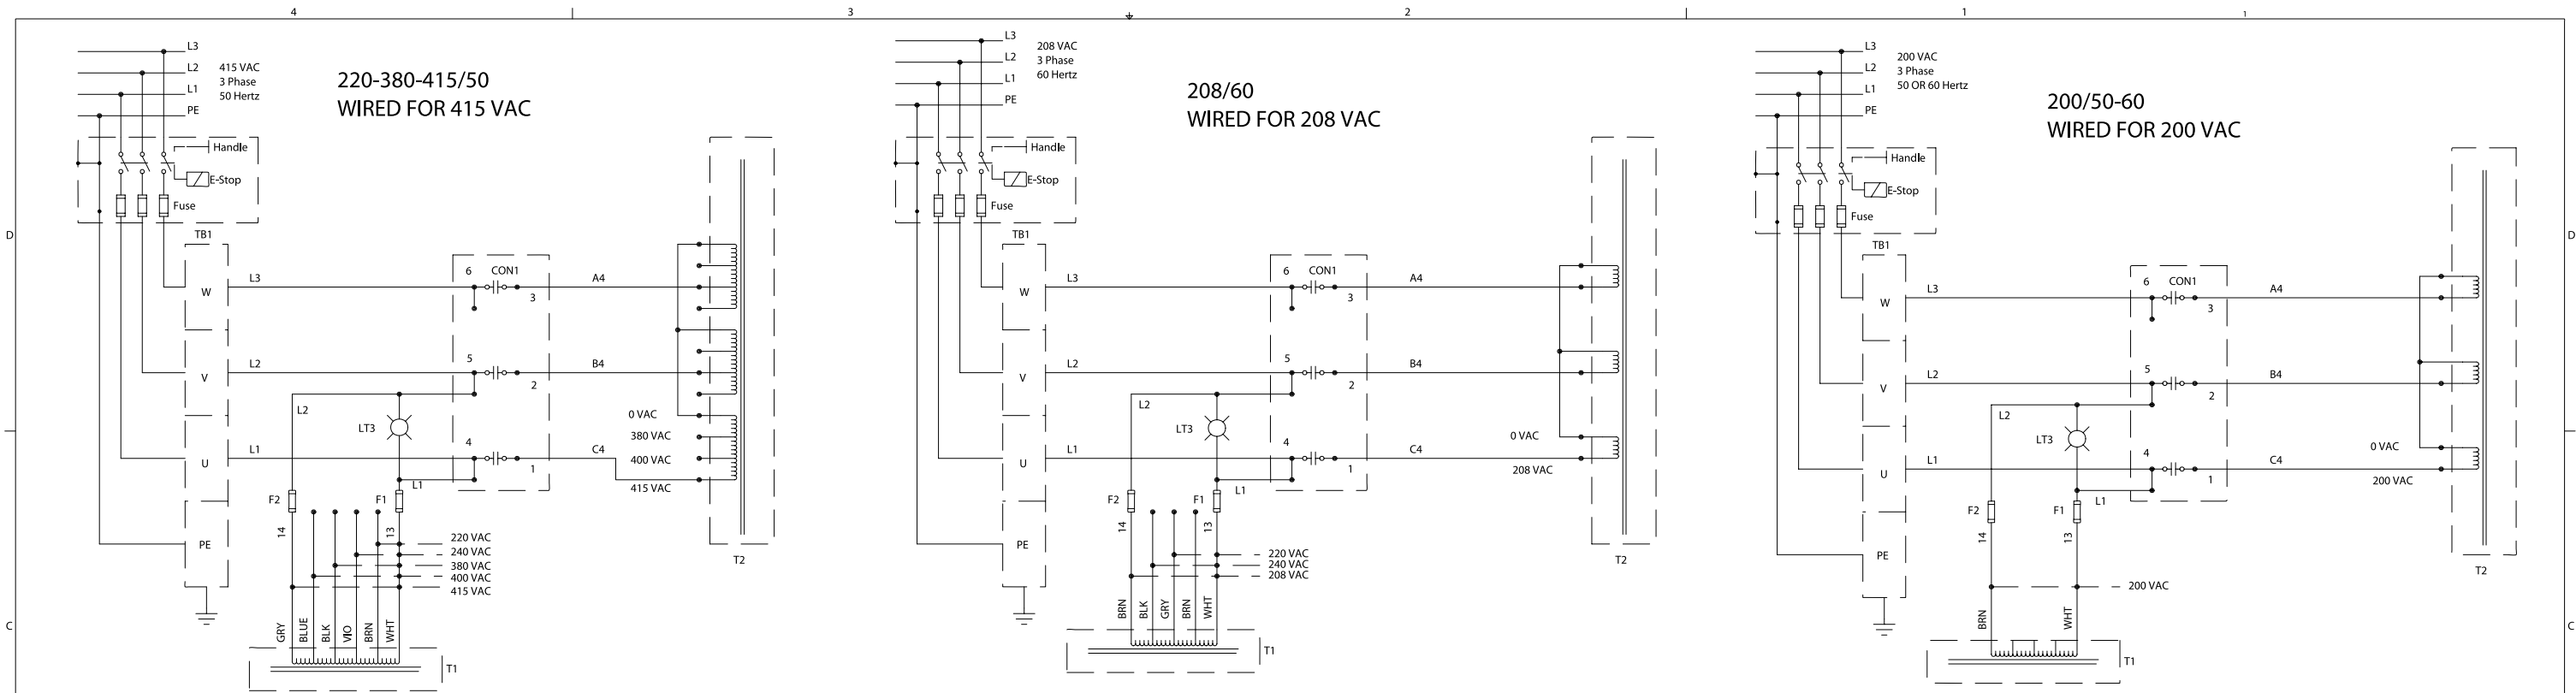 4
3
2
1
1
D
C
D
C
L3
L2
L1
PE
415 VAC
3 Phase
50 Hertz
220-380-415/50
WIRED FOR 415 VAC
Handle
E-Stop
Fuse
TB1
W
V
U
PE
L3
L2
L1
6
CON1
3
5
2
4
1
A4
B4
C4
L2
LT3
L1
F2
F1
14
13
0 VAC
380 VAC
400 VAC
415 VAC
220 VAC
240 VAC
380 VAC
400 VAC
415 VAC
GRY
BLUE
BLK
VIO
BRN
WHT
T1
T2
L3
L2
L1
PE
208 VAC
3 Phase
60 Hertz
208/60
WIRED FOR 208 VAC
Handle
E-Stop
Fuse
TB1
W
V
U
PE
L3
L2
L1
6
CON1
3
5
2
4
1
A4
B4
C4
L2
LT3
L1
F2
F1
14
13
0 VAC
208 VAC
220 VAC
240 VAC
208 VAC
BRN
BLK
GRY
BRN
WHT
T1
T2
L3
L2
L1
PE
200 VAC
3 Phase
50 OR 60 Hertz
200/50-60
WIRED FOR 200 VAC
Handle
E-Stop
Fuse
TB1
W
V
U
PE
L3
L2
L1
6
CON1
3
5
2
4
1
A4
B4
C4
L2
LT3
L1
F2
F1
14
13
0 VAC
200 VAC
200 VAC
BRN
WHT
T1
T2